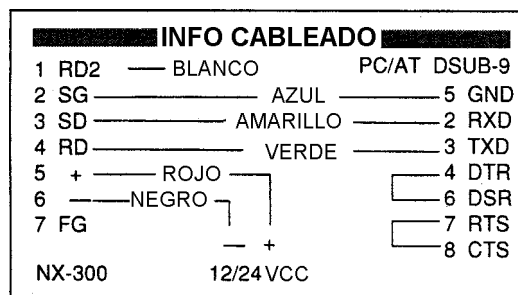 INFO CABLEADO
1 RD2 BLANCO PC/AT DSUB-9
2 SG AZUL 5 GND
3 SD AMARILLO 2 RXD
4 RD VERDE 3 TXD
5 + ROJO 4 DTR
6 - NEGRO 6 DSR
7 FG 7 RTS
- + 8 CTS
NX-300 12/24 VCC